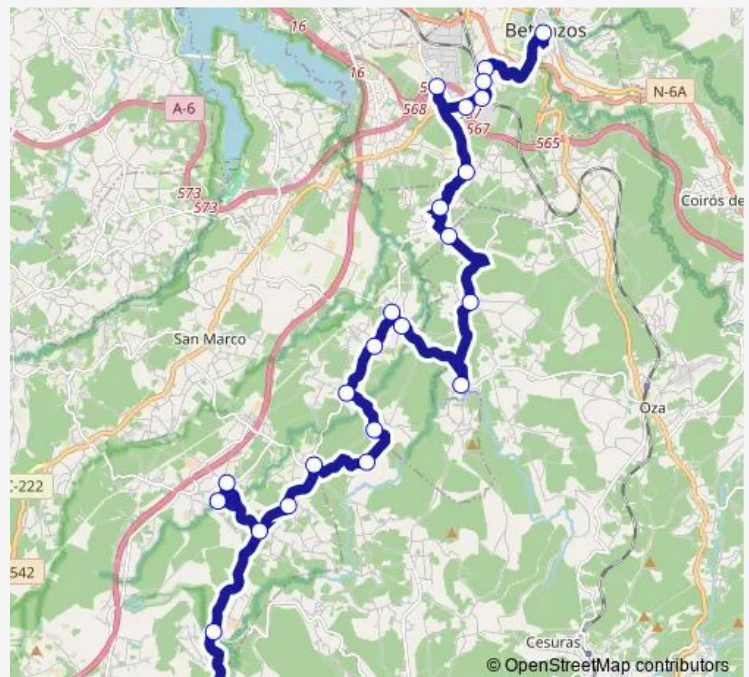 16
Betanzos
16
A-6
N-6A
568
567
565
573
573
Coirós de
San Marco
Oza
C-222
542
Cesuras
© OpenStreetMap contributors